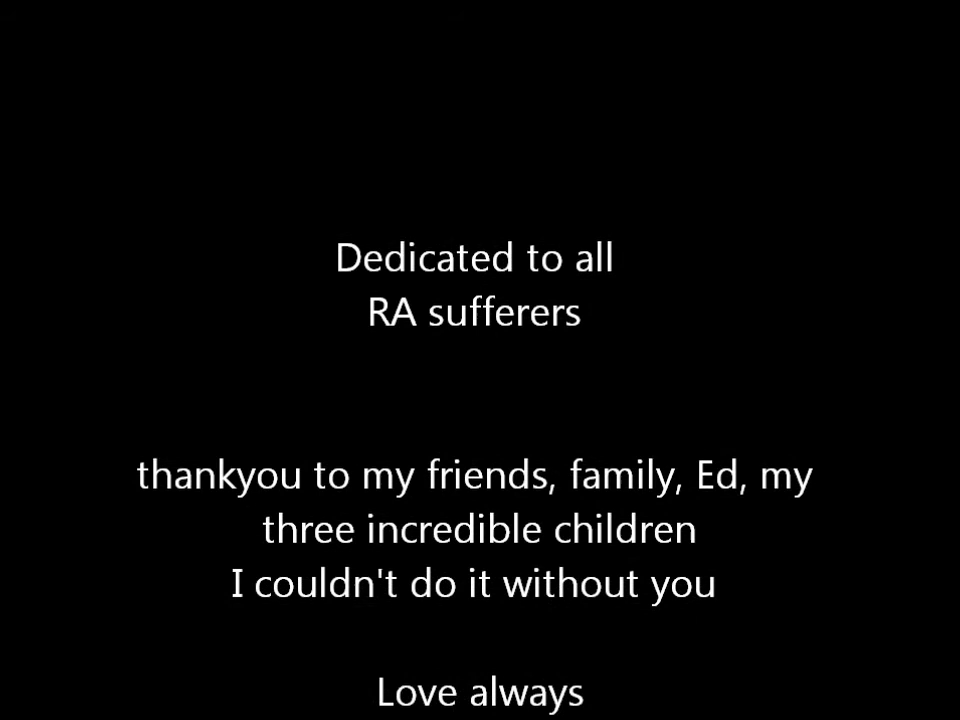 Dedicated to all
RA sufferers
thankyou to my friends, family, Ed, my
three incredible children
I couldn't do it without you
Love always